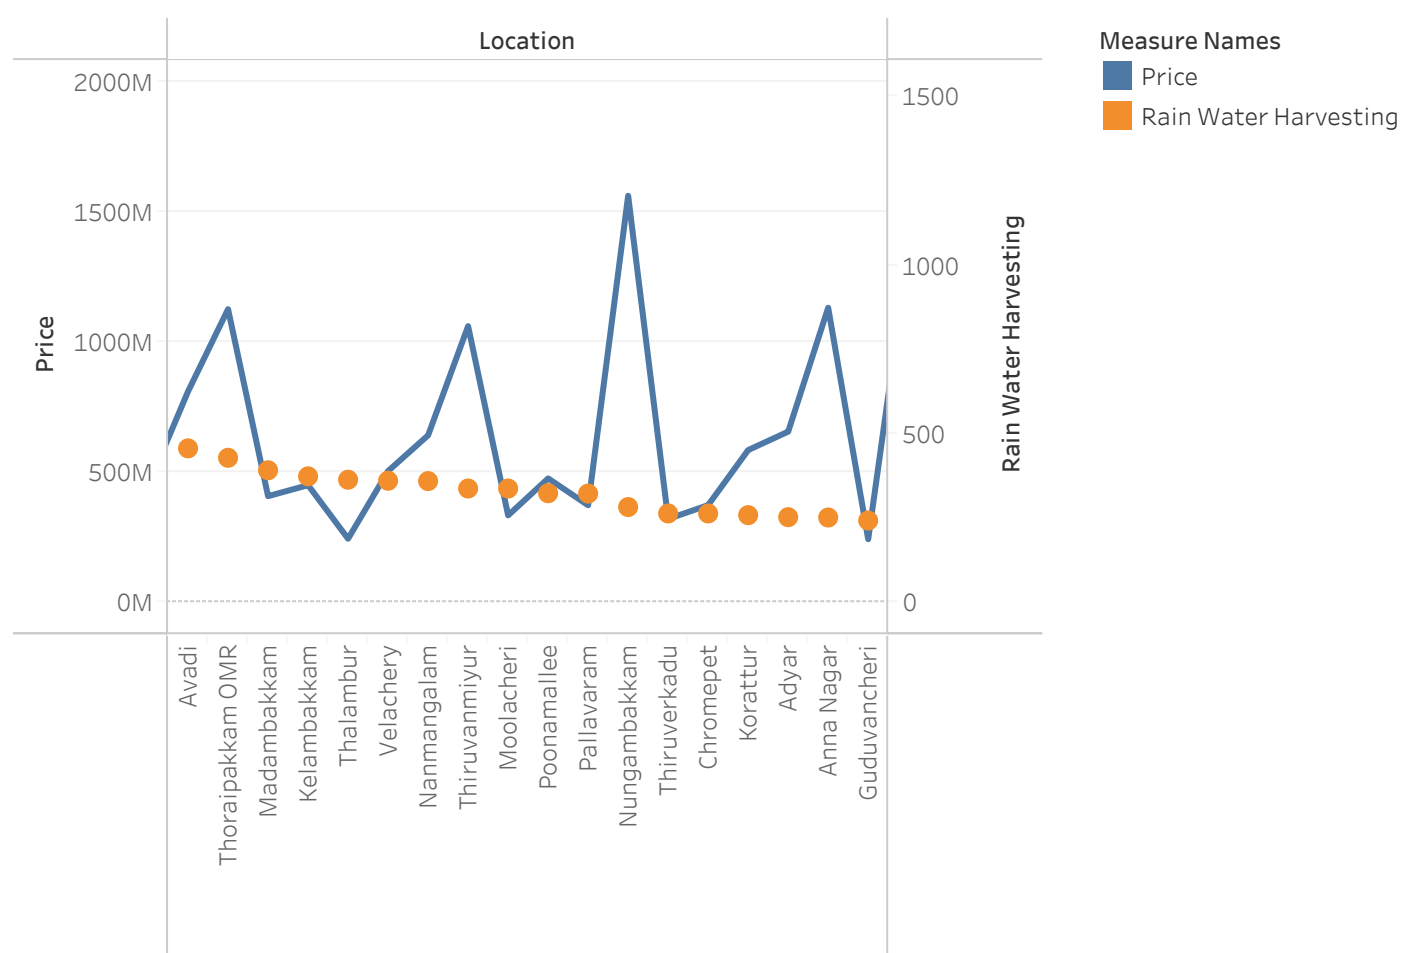 Location
Measure Names
Price
Rain Water Harvesting
2000M
1500M
1000M
500M
0M
Price
1500
1000
500
0
Rain Water Harvesting
Avadi
Thoraipakkam OMR
Madambakkam
Kelambakkam
Thalambur
Velachery
Nanmangalam
Thiruvanmiyur
Moolacheri
Poonamallee
Pallavaram
Nungambakkam
Thiruverkadu
Chromepet
Korattur
Adyar
Anna Nagar
Guduvancheri